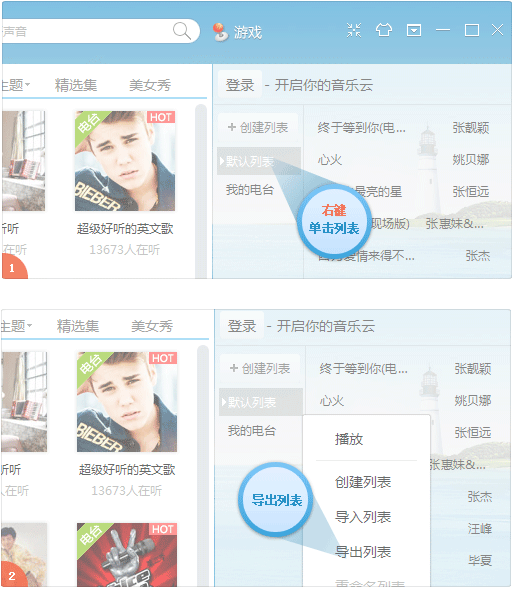 声音
游戏
主题 精选集 美女秀
登录 - 开启你的音乐云
+ 创建列表
默认列表
我的电台
终于等到你(电... 张靓颖
心火 姚贝娜
最亮的星 张恒远
现场版) 张惠妹&...
爱情来得不... 张杰
右键
单击列表
电台
HOT
BIEBER
听听
超级好听的英文歌
人在听
13673人在听
1
主题 精选集 美女秀
登录 - 开启你的音乐云
+ 创建列表
默认列表
我的电台
终于等到你(电... 张靓颖
心火 姚贝娜
张恒远
张惠妹&...
张杰
汪峰
毕夏
播放
创建列表
导入列表
导出列表
重命名列表
导出列表
电台
HOT
BIEBER
超级好听的英文歌
13673人在听
电台
HOT
2